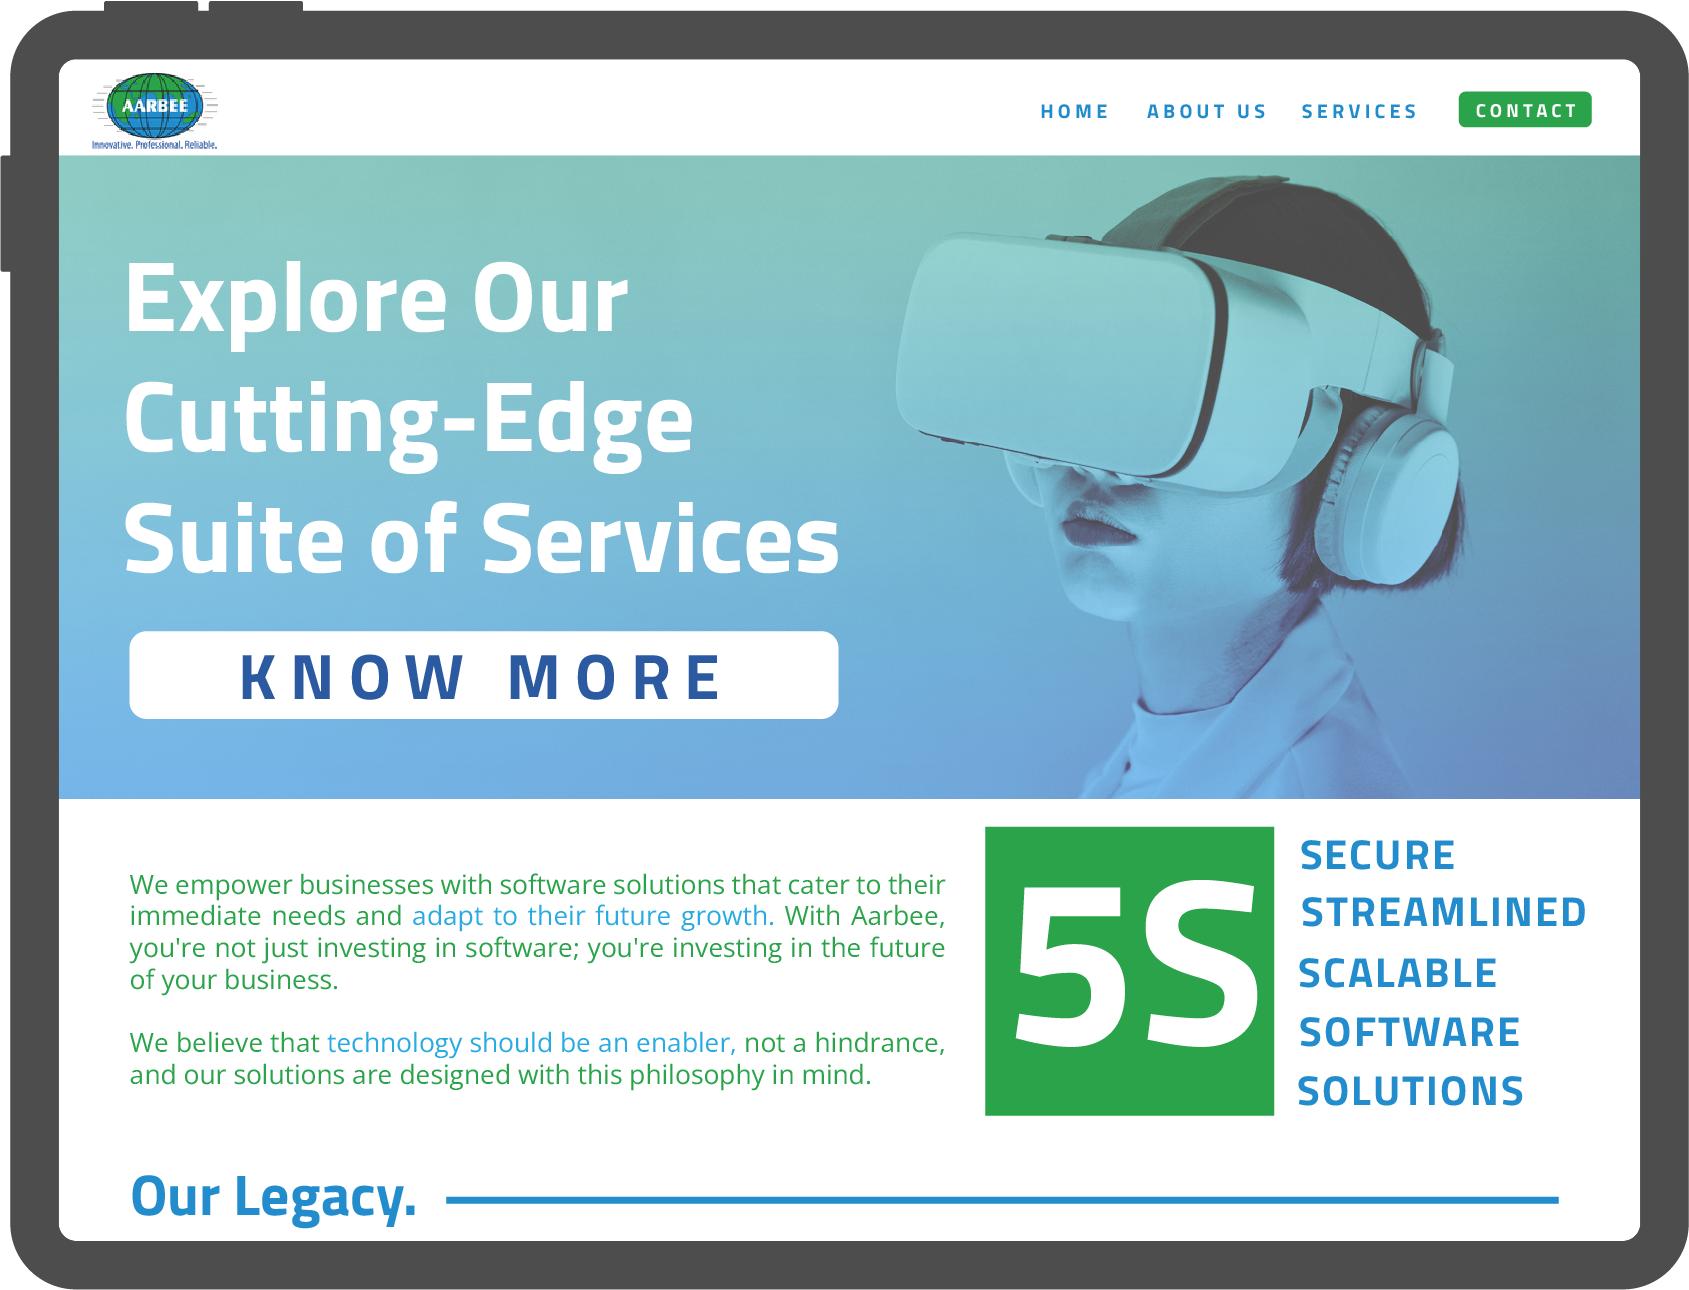 AARBEE
Innovative. Professional. Reliable.
HOME ABOUT US SERVICES CONTACT
Explore Our
Cutting-Edge
Suite of Services
KNOW MORE
We empower businesses with software solutions that cater to their
immediate needs and adapt to their future growth. With Aarbee,
you're not just investing in software; you're investing in the future
of your business.
We believe that technology should be an enabler, not a hindrance,
and our solutions are designed with this philosophy in mind.
5S
SECURE
STREAMLINED
SCALABLE
SOFTWARE
SOLUTIONS
Our Legacy.